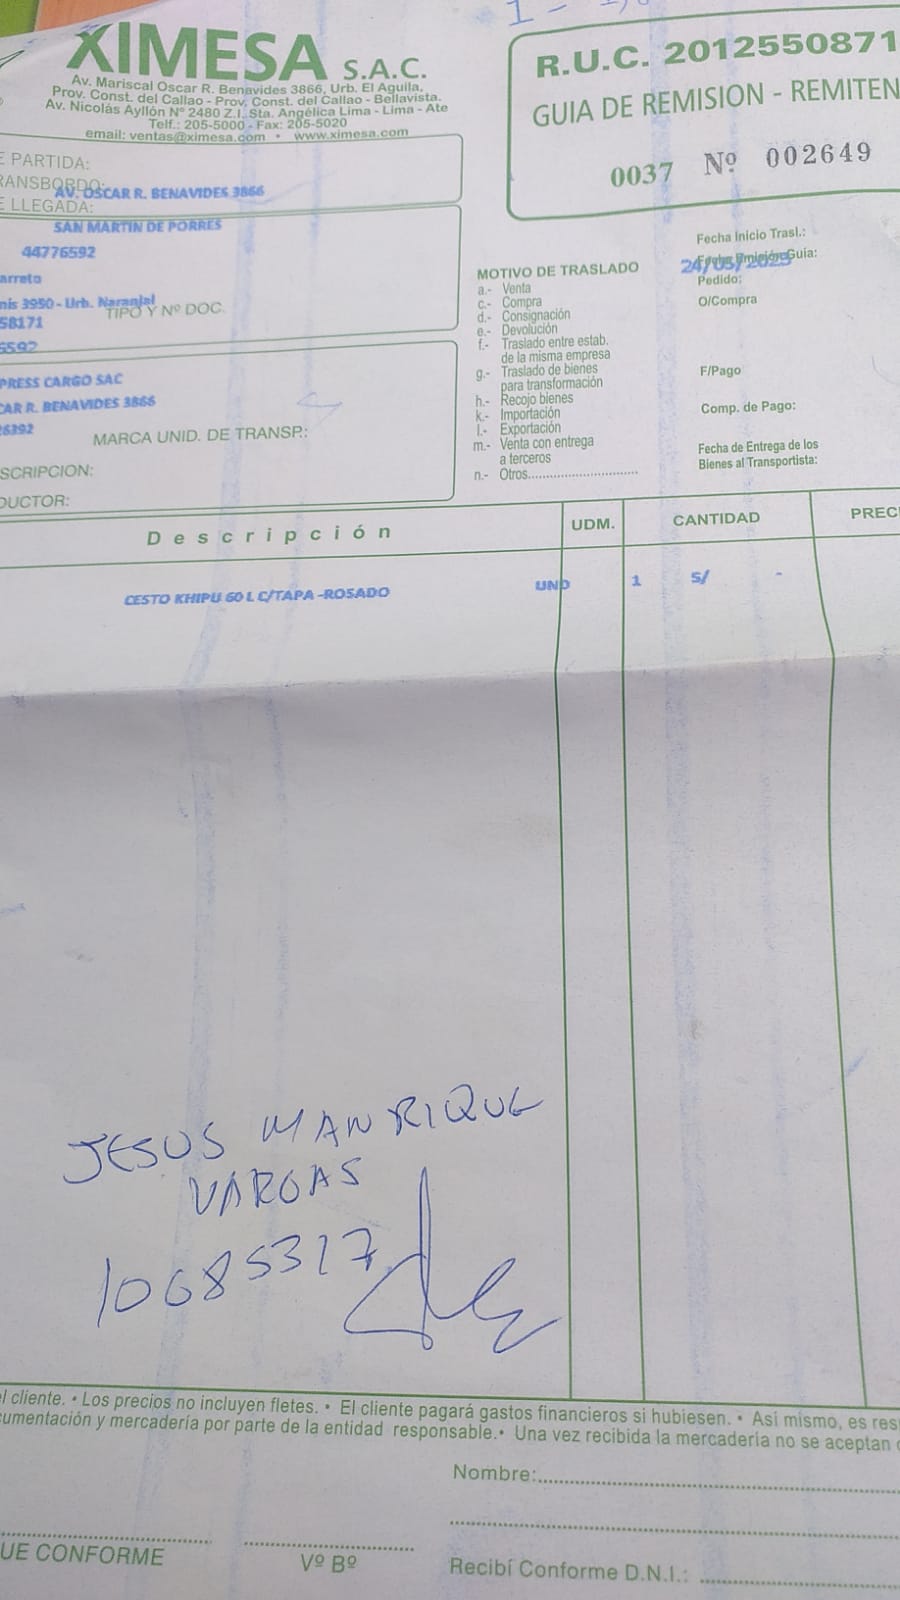 XIMESA S.A.C.
Av. Mariscal Oscar R. Benavides 3866, Urb. El Aguila,
Prov. Const. del Callao - Prov. Const. del Callao - Bellavista.
Av. Nicolás Ayllón Nº 2480 Z.I. Sta. Angélica Lima - Lima - Ate
Telf.: 205-5000 - Fax: 205-5020
email: ventas@ximesa.com • www.ximesa.com
R.U.C. 2012550871
GUIA DE REMISION - REMITEN
0037 Nº 002649
E PARTIDA:
RANSBORDO:
AV. OSCAR R. BENAVIDES 3866
E LLEGADA:
SAN MARTIN DE PORRES
44776592
arreto
nis 3950 - Urb. Naranjal
TIPO Y Nº DOC.
58171
6592
PRESS CARGO SAC
CAR R. BENAVIDES 3866
26392
MARCA UNID. DE TRANSP.:
SCRIPCION:
DUCTOR:
MOTIVO DE TRASLADO
a.- Venta
c.- Compra
d.- Consignación
e.- Devolución
f.- Traslado entre estab.
de la misma empresa
g.- Traslado de bienes
para transformación
h.- Recojo bienes
k.- Importación
l.- Exportación
m.- Venta con entrega
a terceros
n.- Otros
Fecha Inicio Trasl.:
Guia:
Pedido:
O/Compra
F/Pago
Comp. de Pago:
Fecha de Entrega de los
Bienes al Transportista:
Descripción UDM. CANTIDAD PREC
CESTO KHIPU 60 L C/TAPA -ROSADO UND 1 S/ -
JESUS MANRIQUE
VARGAS
10685317
l cliente. • Los precios no incluyen fletes. • El cliente pagará gastos financieros si hubiesen. • Así mismo, es res
cumentación y mercadería por parte de la entidad responsable. • Una vez recibida la mercadería no se aceptan
Nombre:
UE CONFORME
Vº Bº
Recibí Conforme D.N.I.: